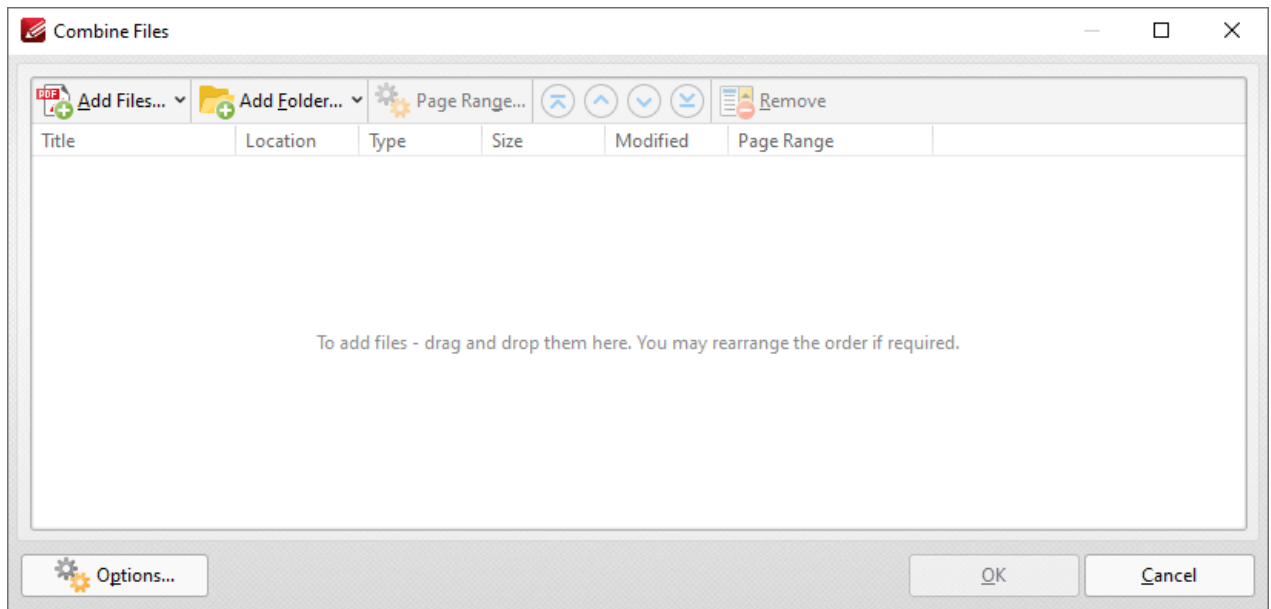 Combine Files
PDF Add Files... Add Folder... Page Range... Remove
Title Location Type Size Modified Page Range
To add files - drag and drop them here. You may rearrange the order if required.
Options... OK Cancel